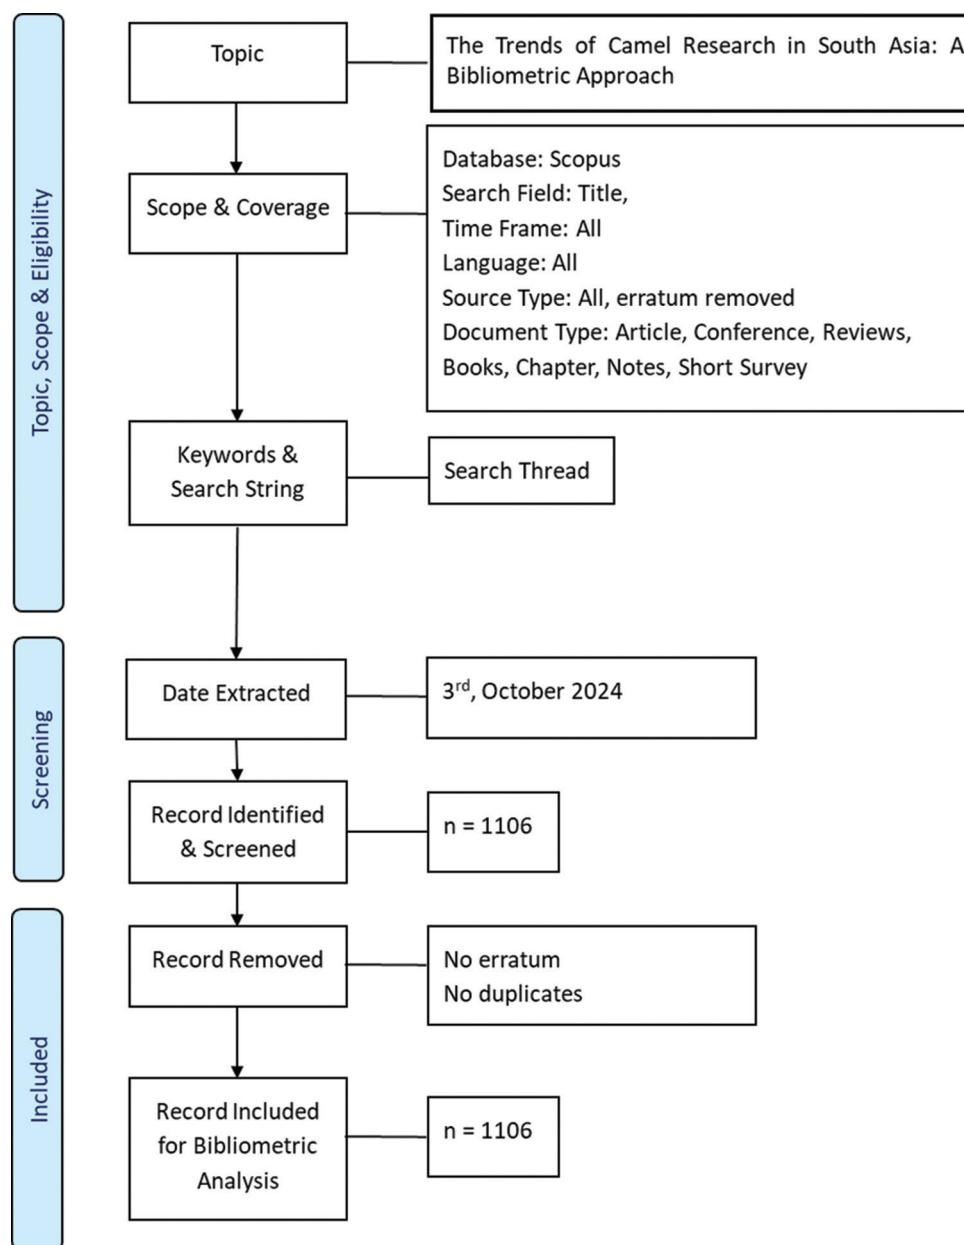 Topic, Scope & Eligibility
Topic
The Trends of Camel Research in South Asia: A
Bibliometric Approach
Scope & Coverage
Database: Scopus
Search Field: Title,
Time Frame: All
Language: All
Source Type: All, erratum removed
Document Type: Article, Conference, Reviews,
Books, Chapter, Notes, Short Survey
Keywords &
Search String
Search Thread
Screening
Date Extracted
3rd, October 2024
Record Identified
& Screened
n = 1106
Included
Record Removed
No erratum
No duplicates
Record Included
for Bibliometric
Analysis
n = 1106